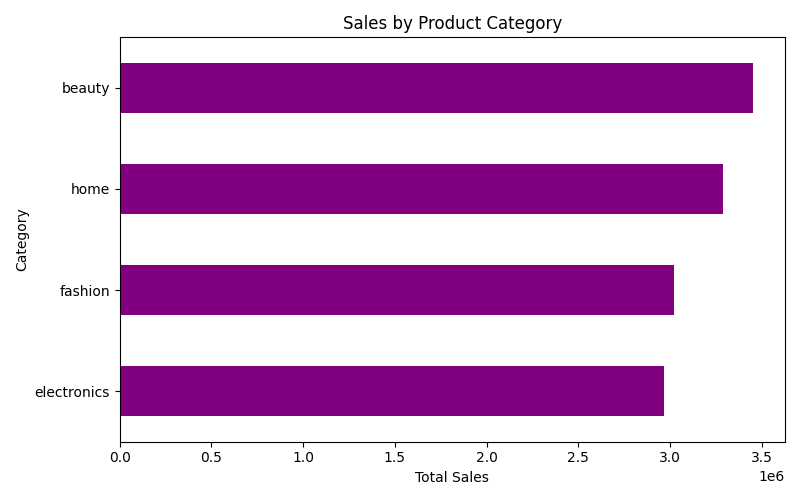 Sales by Product Category
beauty
home
fashion
electronics
Category
0.0 0.5 1.0 1.5 2.0 2.5 3.0 3.5
1e6
Total Sales